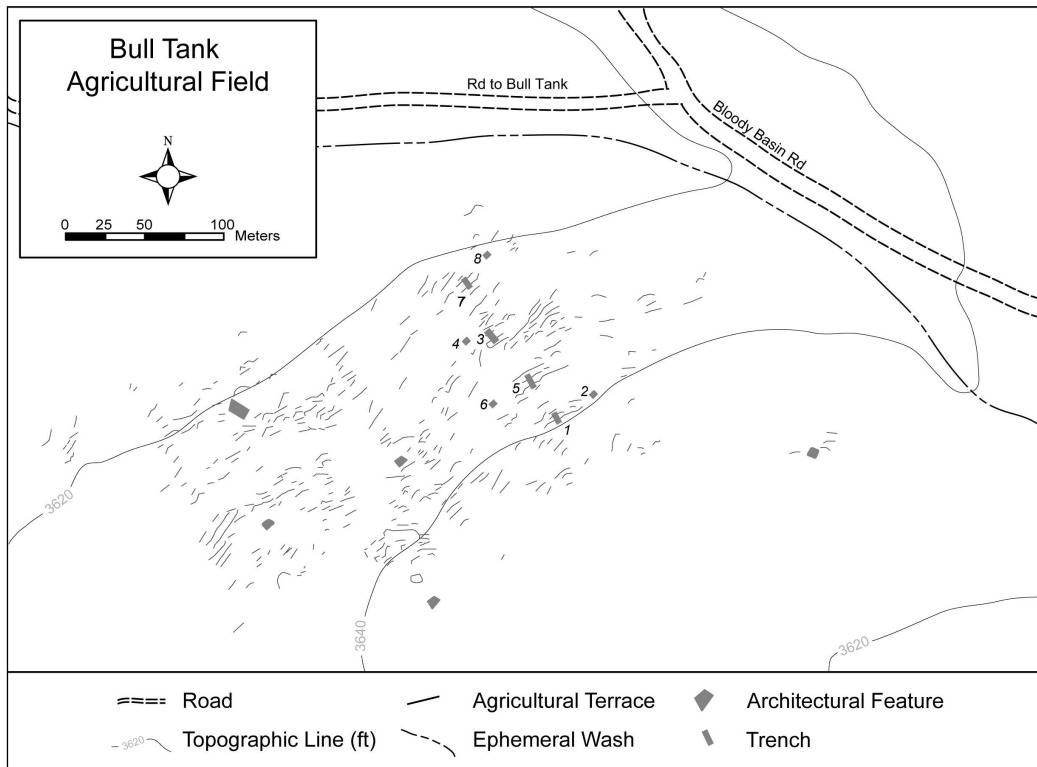 Bull Tank
Agricultural Field
N
0 25 50 100
Meters
Rd to Bull Tank
Bloody Basin Rd
8
7
3
4
5
2
6
1
3620
3640
3620
Road
Agricultural Terrace
Architectural Feature
3620
Topographic Line (ft)
Ephemeral Wash
Trench